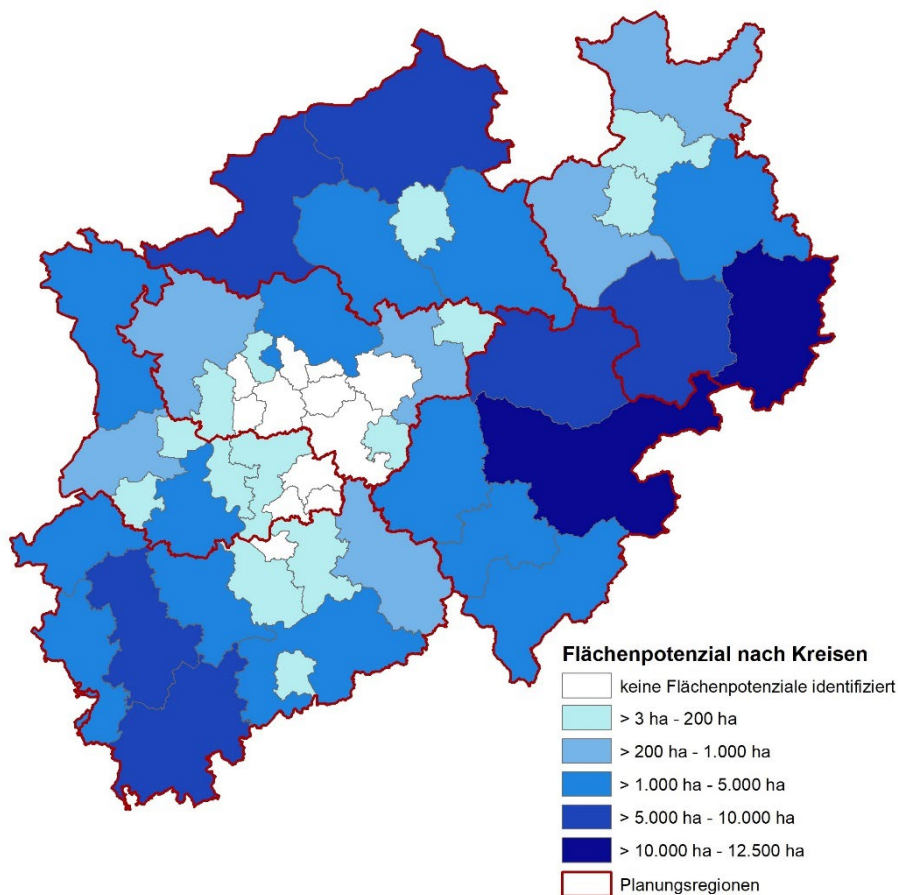 Flächenpotenzial nach Kreisen
keine Flächenpotenziale identifiziert
> 3 ha - 200 ha
> 200 ha - 1.000 ha
> 1.000 ha - 5.000 ha
> 5.000 ha - 10.000 ha
> 10.000 ha - 12.500 ha
Planungsregionen